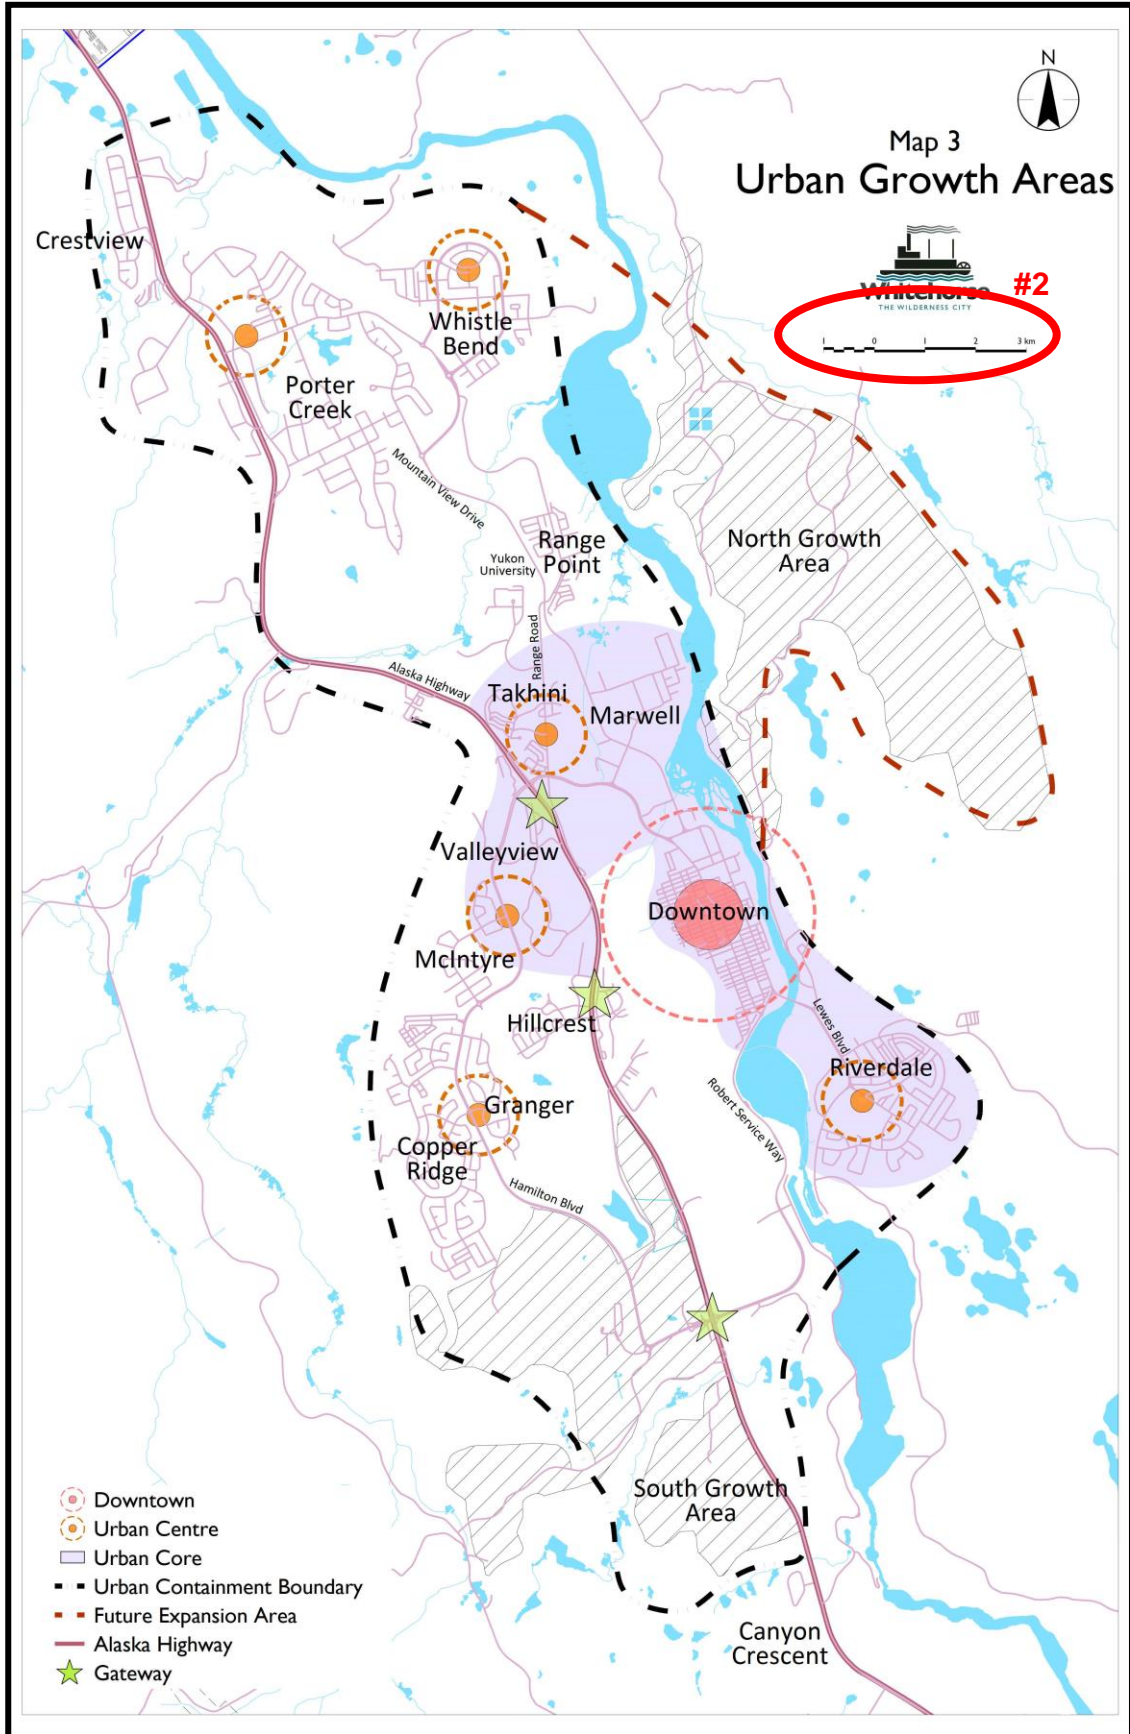 N
Map 3
Urban Growth Areas
Whitehorse
THE WILDERNESS CITY
#2
1 0 1 2 3 km
Crestview
Whistle
Bend
Porter
Creek
Mountain View Drive
Range
Point
Yukon
University
North Growth
Area
Range Road
Alaska Highway
Takhini
Marwell
Valleyview
Downtown
McIntyre
Hillcrest
Lewes Blvd
Riverdale
Robert Service Way
Granger
Copper
Ridge
Hamilton Blvd
South Growth
Area
Canyon
Crescent
Downtown
Urban Centre
Urban Core
Urban Containment Boundary
Future Expansion Area
Alaska Highway
Gateway